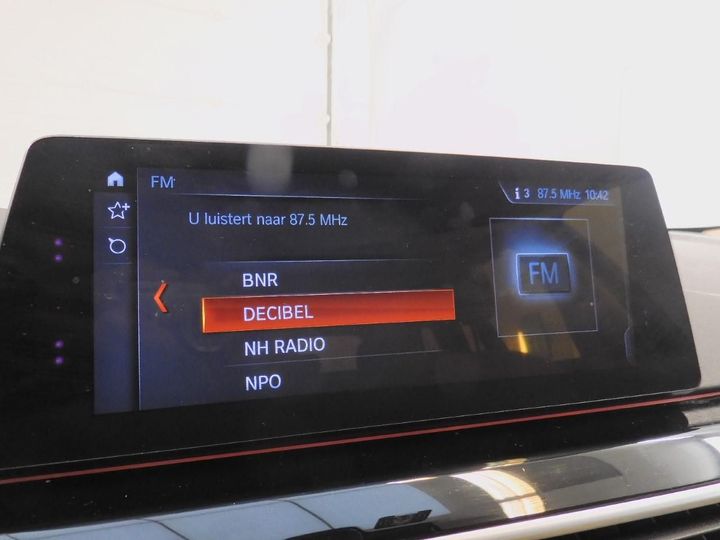 FM
3 87.5 MHz 10:42
U luistert naar 87.5 MHz
FM
BNR
DECIBEL
NH RADIO
NPO